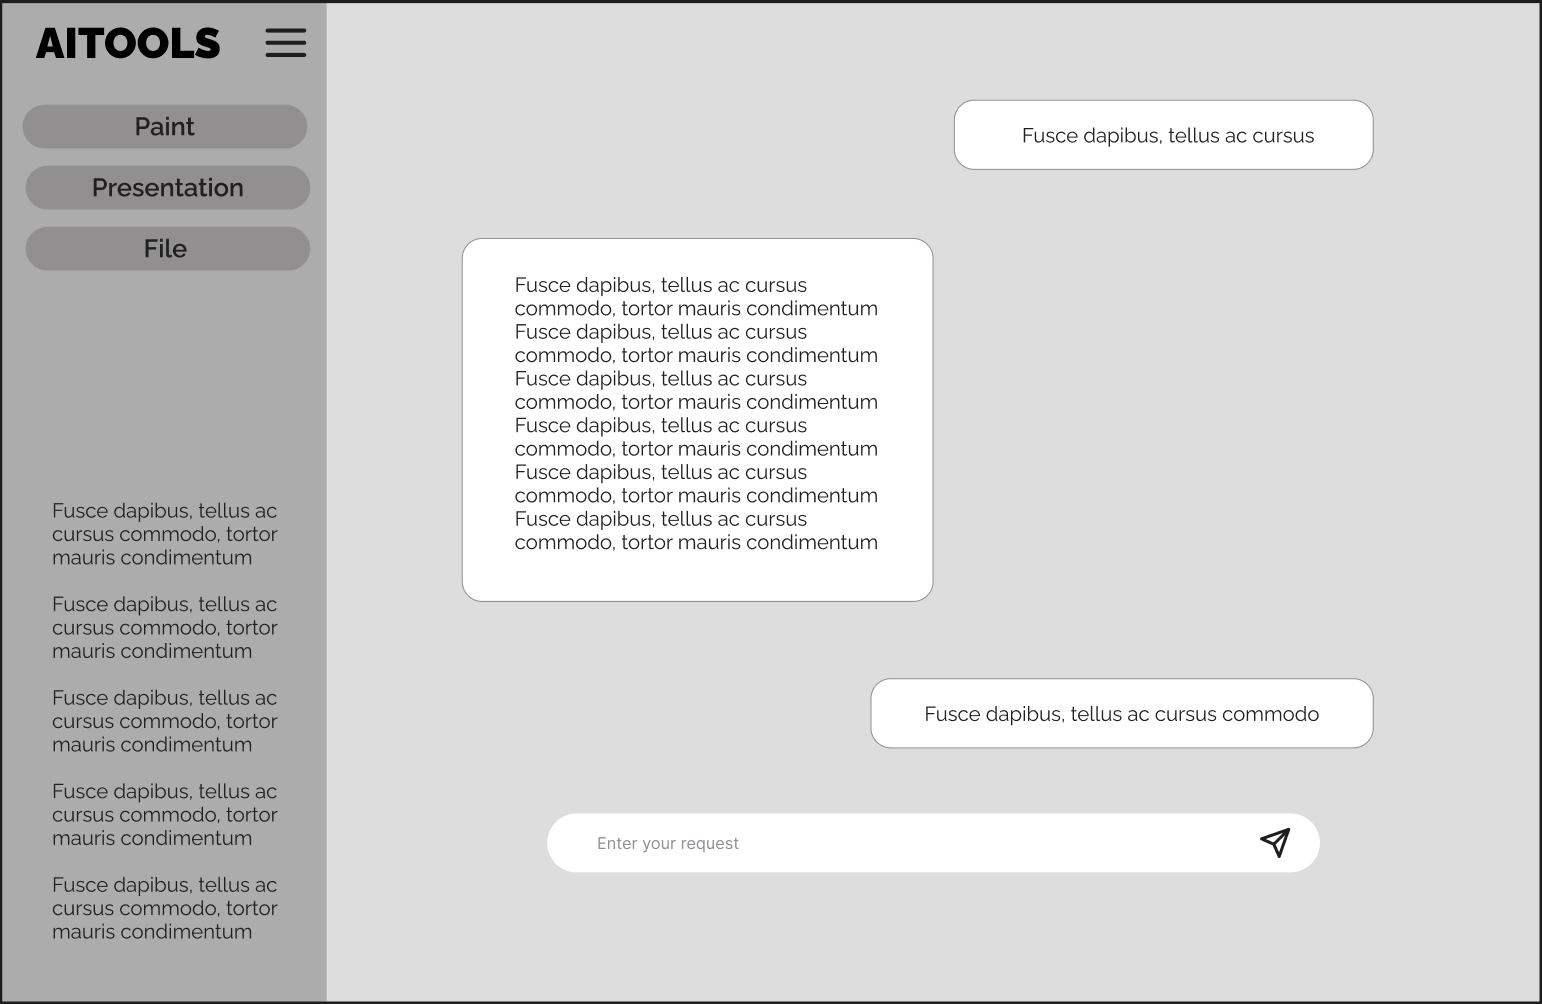 AITOOLS
Paint
Presentation
File
Fusce dapibus, tellus ac
cursus commodo, tortor
mauris condimentum
Fusce dapibus, tellus ac
cursus commodo, tortor
mauris condimentum
Fusce dapibus, tellus ac
cursus commodo, tortor
mauris condimentum
Fusce dapibus, tellus ac
cursus commodo, tortor
mauris condimentum
Fusce dapibus, tellus ac
cursus commodo, tortor
mauris condimentum
Fusce dapibus, tellus ac cursus
Fusce dapibus, tellus ac cursus
commodo, tortor mauris condimentum
Fusce dapibus, tellus ac cursus
commodo, tortor mauris condimentum
Fusce dapibus, tellus ac cursus
commodo, tortor mauris condimentum
Fusce dapibus, tellus ac cursus
commodo, tortor mauris condimentum
Fusce dapibus, tellus ac cursus
commodo, tortor mauris condimentum
Fusce dapibus, tellus ac cursus
commodo, tortor mauris condimentum
Fusce dapibus, tellus ac cursus commodo
Enter your request